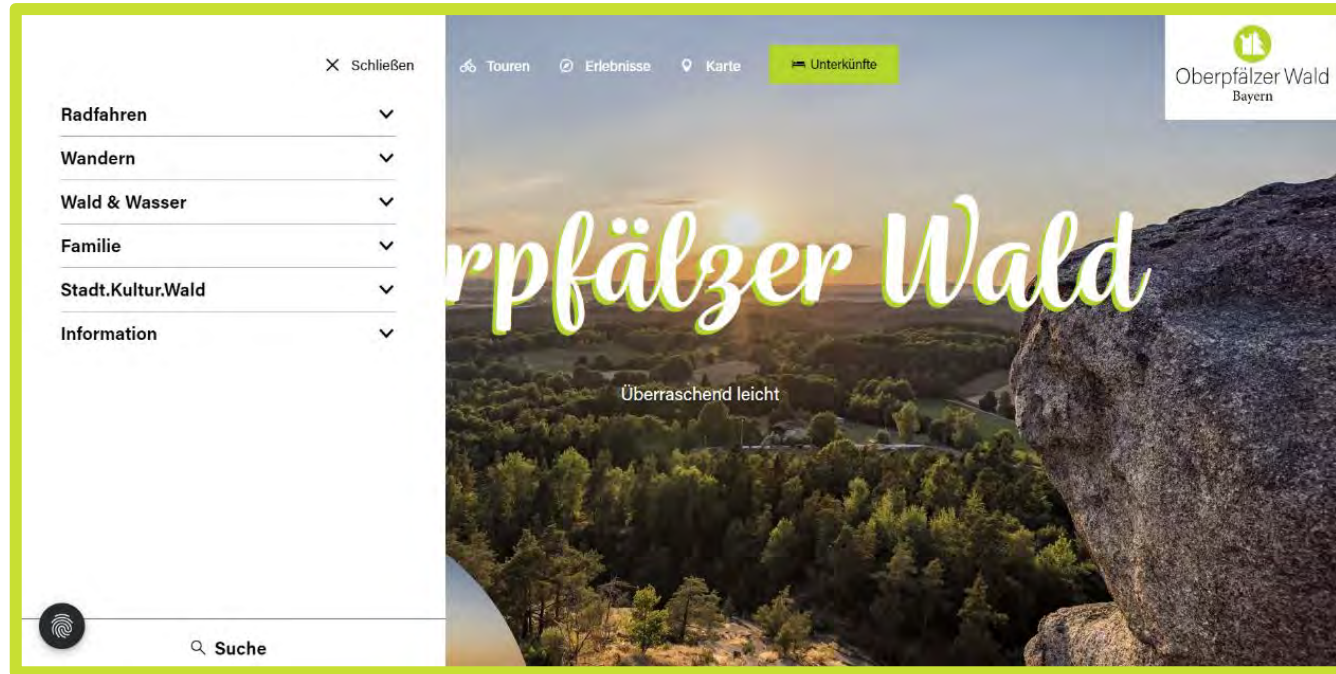 Schließen
Radfahren
Wandern
Wald & Wasser
Familie
Stadt.Kultur.Wald
Information
Suche
Touren
Erlebnisse
Karte
Unterkünfte
Oberpfälzer Wald
Bayern
rpfälzer Wald
Überraschend leicht